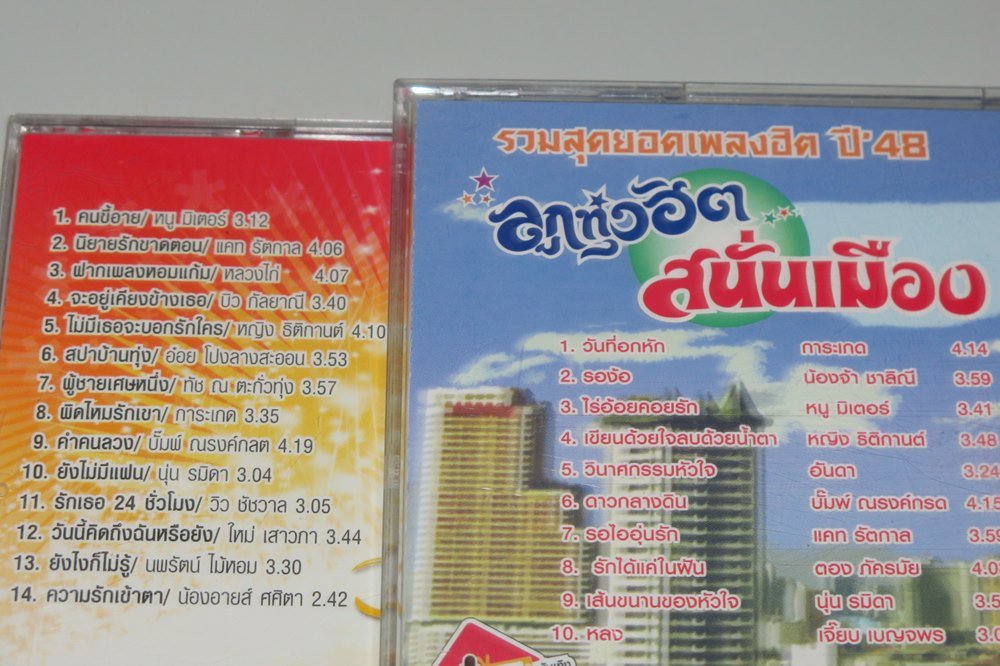 1. คนขี้อาย/ หนู มิเตอร์ 3.12
2. นิยายรักขาดตอน/ แคท รัตกาล 4.06
3. ฝากเพลงหอมแก้ม/ หลวงไก่ 4.07
4. จะอยู่เคียงข้างเธอ/ บิว กัลยาณี 3.40
5. ไม่มีเธอจะบอกรักใคร/ หญิง ธิติกานต์ 4.10
6. สปาบ้านทุ่ง/ อ๋อย โปงลางสะออน 3.53
7. ผู้ชายเศษหนึ่ง/ ทัช ณ ตะกั่วทุ่ง 3.57
8. ผิดไหมรักเขา/ การะเกด 3.35
9. คำคนลวง/ ปั๊มพ์ ณรงค์กลต 4.19
10. ยังไม่มีแฟน/ นุ่น รมิดา 3.04
11. รักเธอ 24 ชั่วโมง/ วิว ชัชวาล 3.05
12. วันนี้คิดถึงฉันหรือยัง/ ใหม่ เสาวภา 3.44
13. ยังไงก็ไม่รู้/ นพรัตน์ ไม้หอม 3.30
14. ความรักเข้าตา/ น้องอายส์ ศศิตา 2.42
รวมสุดยอดเพลงฮิต ปี'48
ลูกทุ่งฮิต
สนั่นเมือง
1. วันที่อกหัก การะเกด 4.14
2. รอง้อ น้องจ๋า ชาลิณี 3.59
3. ไร่อ้อยคอยรัก หนู มิเตอร์ 3.41
4. เขียนด้วยใจลบด้วยน้ำตา หญิง ธิติกานต์ 3.48
5. วินาศกรรมหัวใจ อันดา 3.24
6. ดาวกลางดิน ปั๊มพ์ ณรงค์กรด 4.15
7. รอไออุ่นรัก แคท รัตกาล 3.59
8. รักได้แค่ในฝัน ตอง ภัครมัย
9. เส้นขนานของหัวใจ นุ่น รมิดา
10. หลง เจี๊ยบ เบญจพร